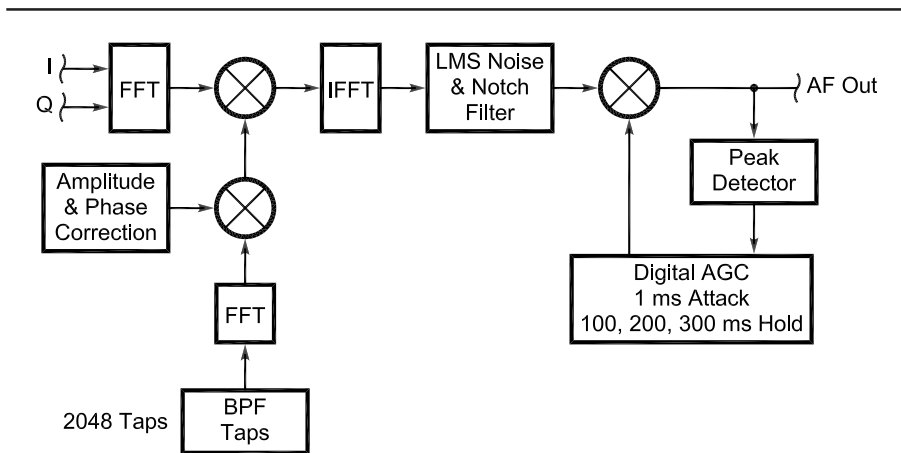 I
Q
FFT
IFFT
LMS Noise
& Notch
Filter
AF Out
Peak
Detector
Amplitude
& Phase
Correction
Digital AGC
1 ms Attack
100, 200, 300 ms Hold
FFT
2048 Taps
BPF
Taps